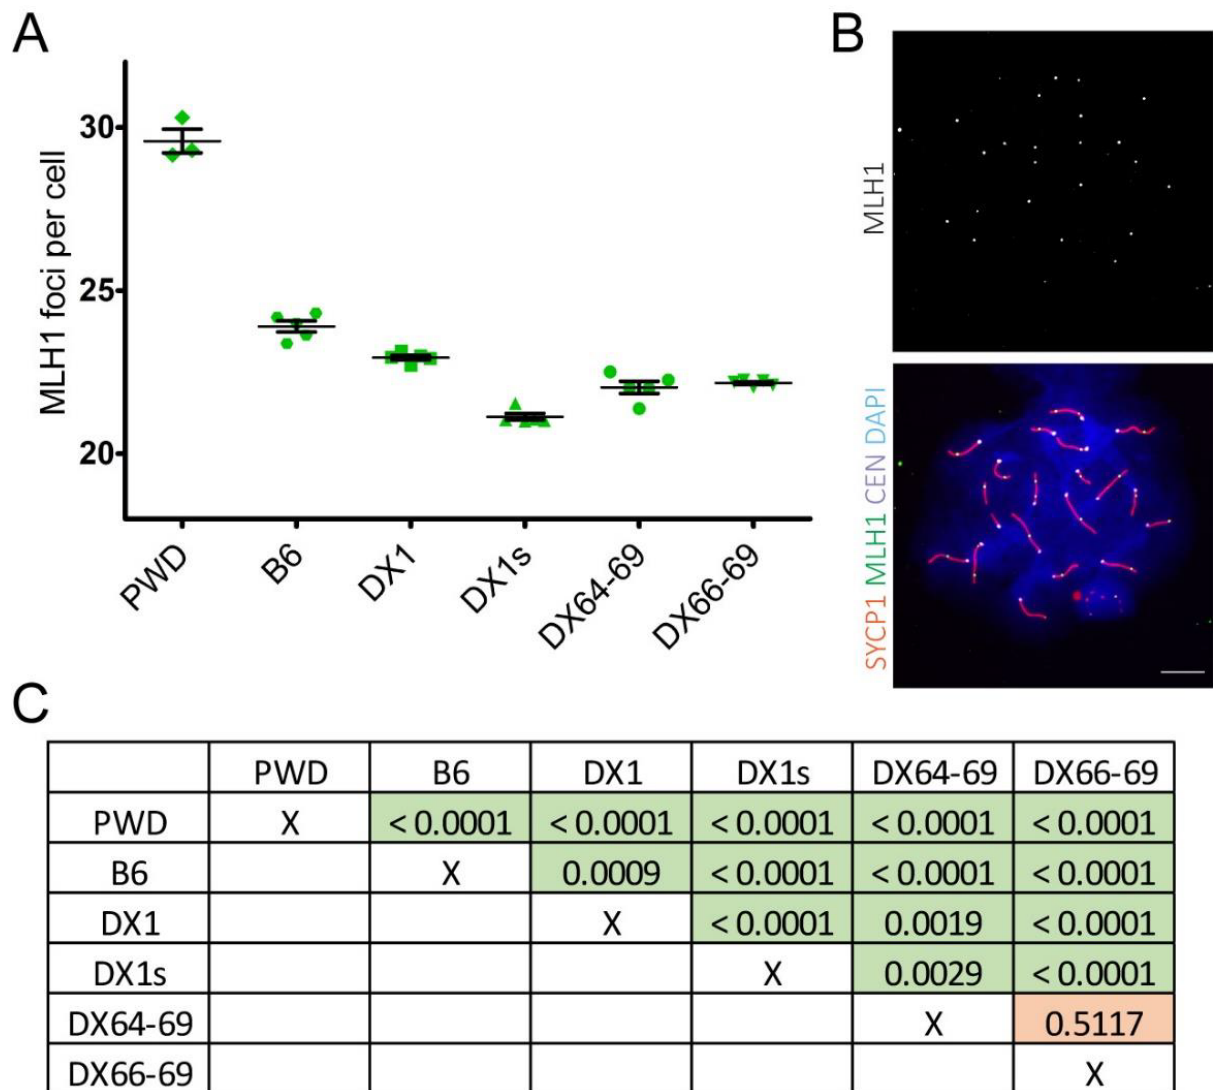 A
MLH1 foci per cell
30
25
20
PWD
B6
DX1
DX1s
DX64-69
DX66-69
B
MLH1
SYCP1 MLH1 CEN DAPI
C
PWD B6 DX1 DX1s DX64-69 DX66-69
PWD X < 0.0001 < 0.0001 < 0.0001 < 0.0001 < 0.0001
B6 X 0.0009 < 0.0001 < 0.0001 < 0.0001
DX1 X < 0.0001 0.0019 < 0.0001
DX1s X 0.0029 < 0.0001
DX64-69 X 0.5117
DX66-69 X